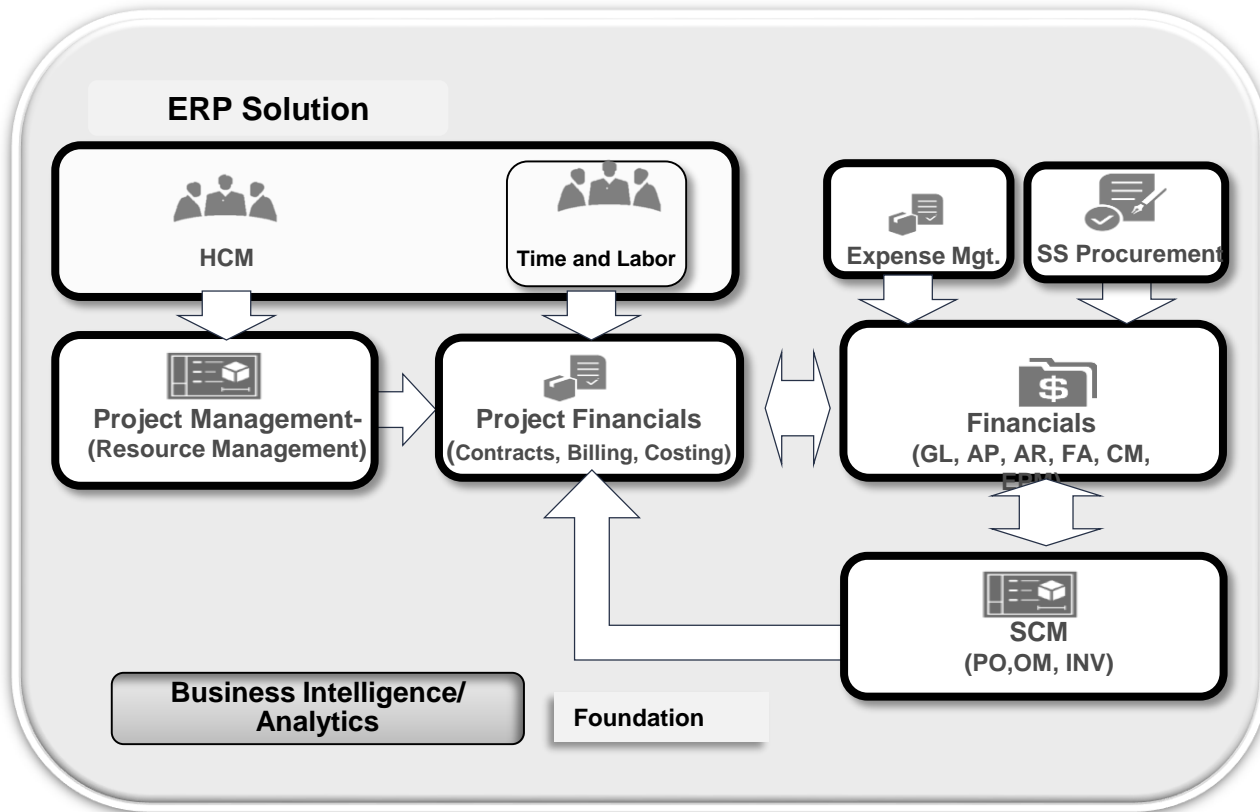 ERP Solution
HCM
Time and Labor
Expense Mgt.
SS Procurement
Project Management-
(Resource Management)
Project Financials
(Contracts, Billing, Costing)
Financials
(GL, AP, AR, FA, CM,
EPM)
SCM
(PO,OM, INV)
Business Intelligence/
Analytics
Foundation